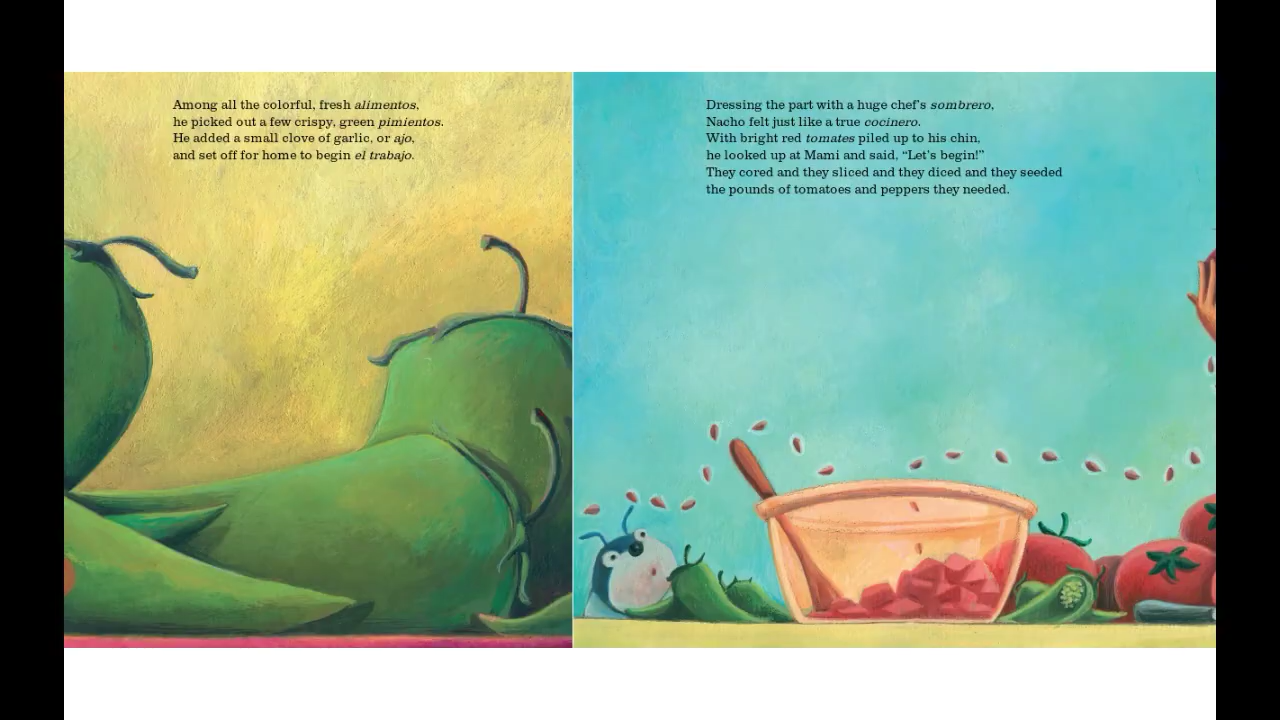 Among all the colorful, fresh alimentos,
he picked out a few crispy, green pimientos.
He added a small clove of garlic, or ajo,
and set off for home to begin el trabajo.
Dressing the part with a huge chef's sombrero,
Nacho felt just like a true cocinero.
With bright red tomates piled up to his chin,
he looked up at Mami and said, “Let's begin!”
They cored and they sliced and they diced and they seeded
the pounds of tomatoes and peppers they needed.